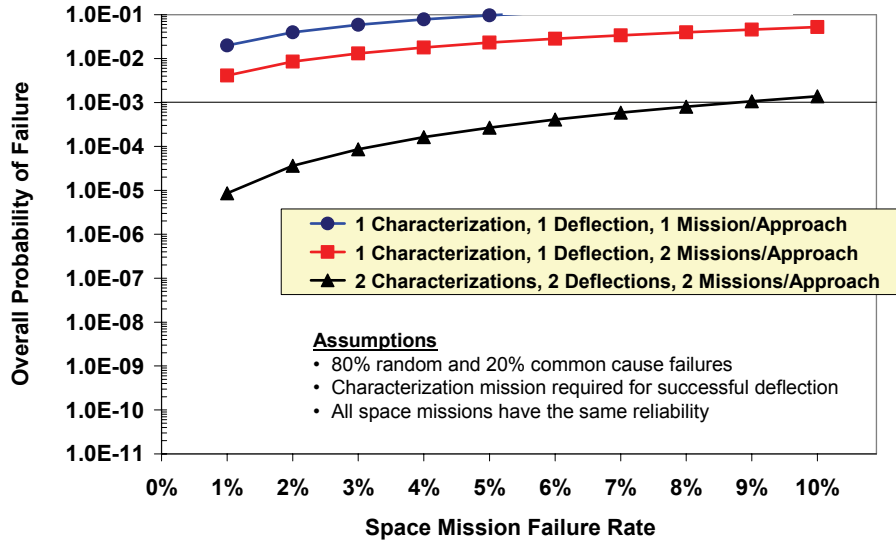 Overall Probability of Failure
1.0E-01
1.0E-02
1.0E-03
1.0E-04
1.0E-05
1.0E-06
1.0E-07
1.0E-08
1.0E-09
1.0E-10
1.0E-11
1 Characterization, 1 Deflection, 1 Mission/Approach
1 Characterization, 1 Deflection, 2 Missions/Approach
2 Characterizations, 2 Deflections, 2 Missions/Approach
Assumptions
• 80% random and 20% common cause failures
• Characterization mission required for successful deflection
• All space missions have the same reliability
0% 1% 2% 3% 4% 5% 6% 7% 8% 9% 10%
Space Mission Failure Rate